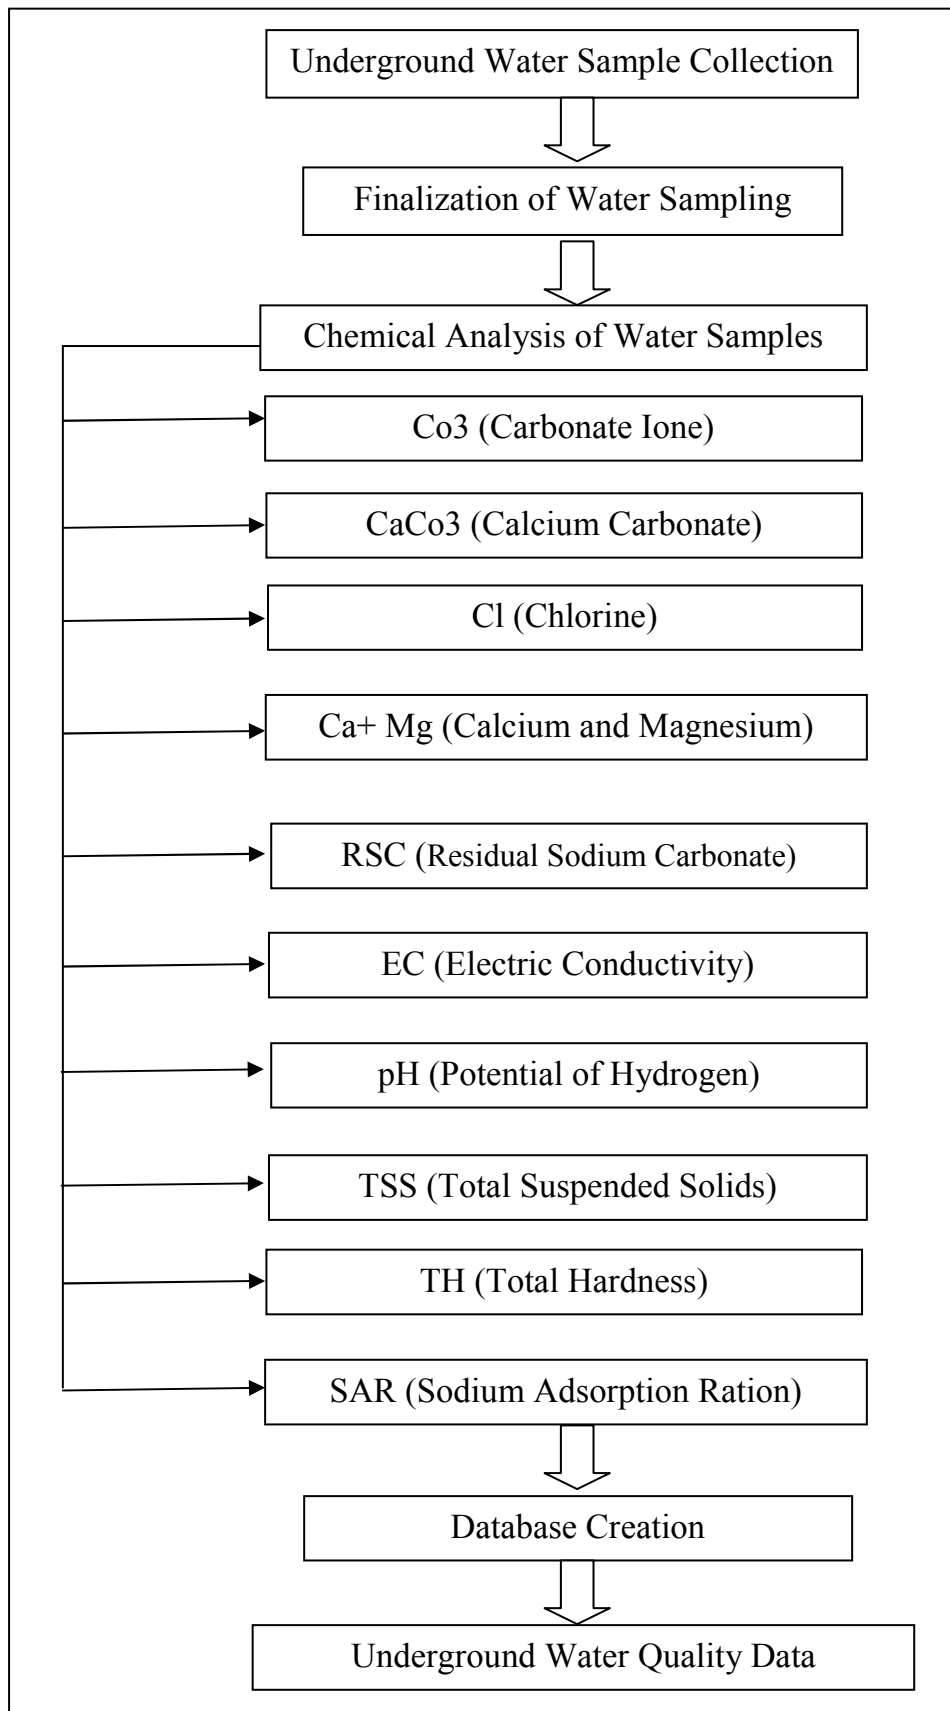 Underground Water Sample Collection
Finalization of Water Sampling
Chemical Analysis of Water Samples
Co3 (Carbonate Ione)
CaCo3 (Calcium Carbonate)
Cl (Chlorine)
Ca+ Mg (Calcium and Magnesium)
RSC (Residual Sodium Carbonate)
EC (Electric Conductivity)
pH (Potential of Hydrogen)
TSS (Total Suspended Solids)
TH (Total Hardness)
SAR (Sodium Adsorption Ration)
Database Creation
Underground Water Quality Data